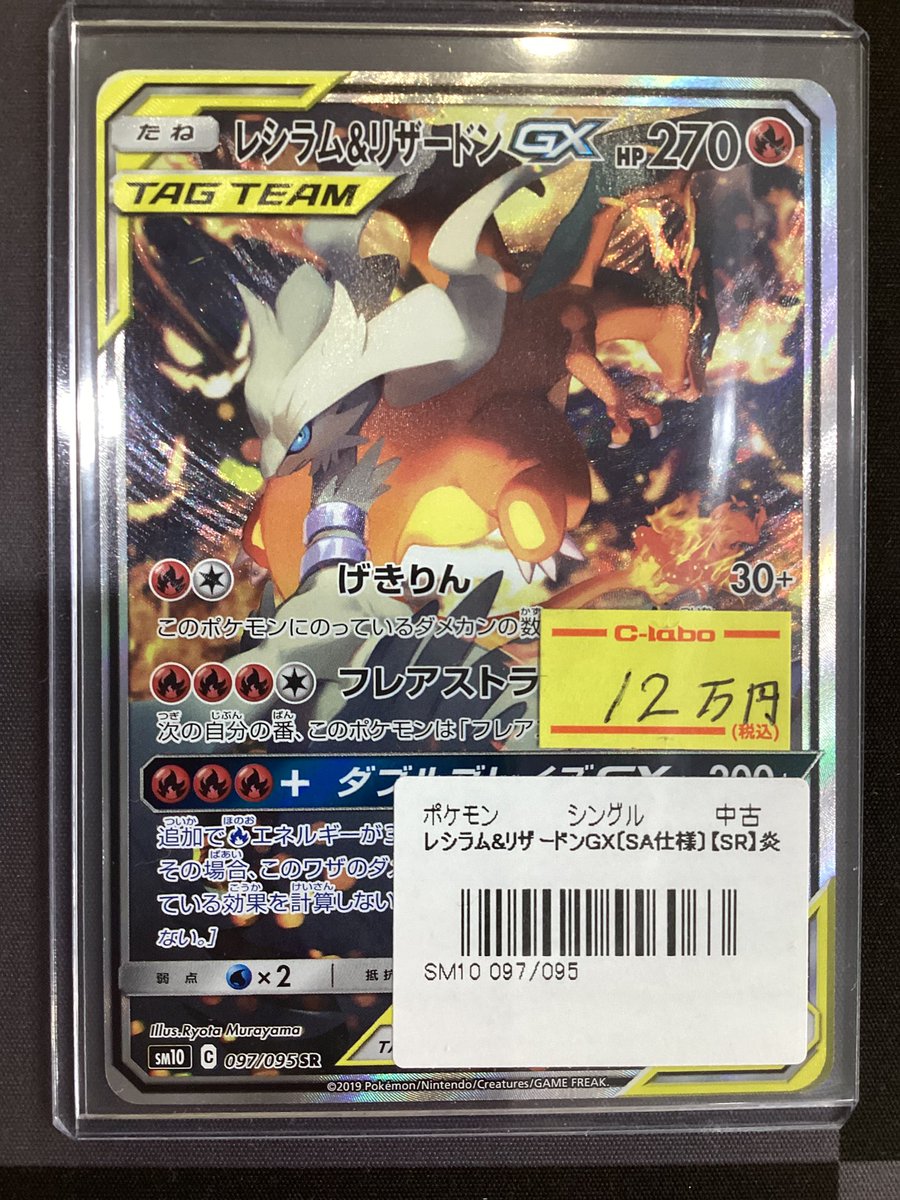 たね レシラム&リザードンGX HP270
TAG TEAM
げきりん 30+
このポケモンにのっているダメカンの数
C-labo
12万円
(税込)
フレアストラ
次の自分の番、このポケモンは「フレア
+ ダブルブレイズGX 200+
追加で エネルギーが3
その場合、このワザのダメ
ている効果を計算しない
ない。]
ポケモン シングル 中古
レシラム&リザードンGX〔SA仕様〕【SR】炎
SM10 097/095
弱点 ×2 抵抗
Illus.Ryota Murayama
sm10 C 097/095 SR
©2019 Pokémon/Nintendo/Creatures/GAME FREAK.